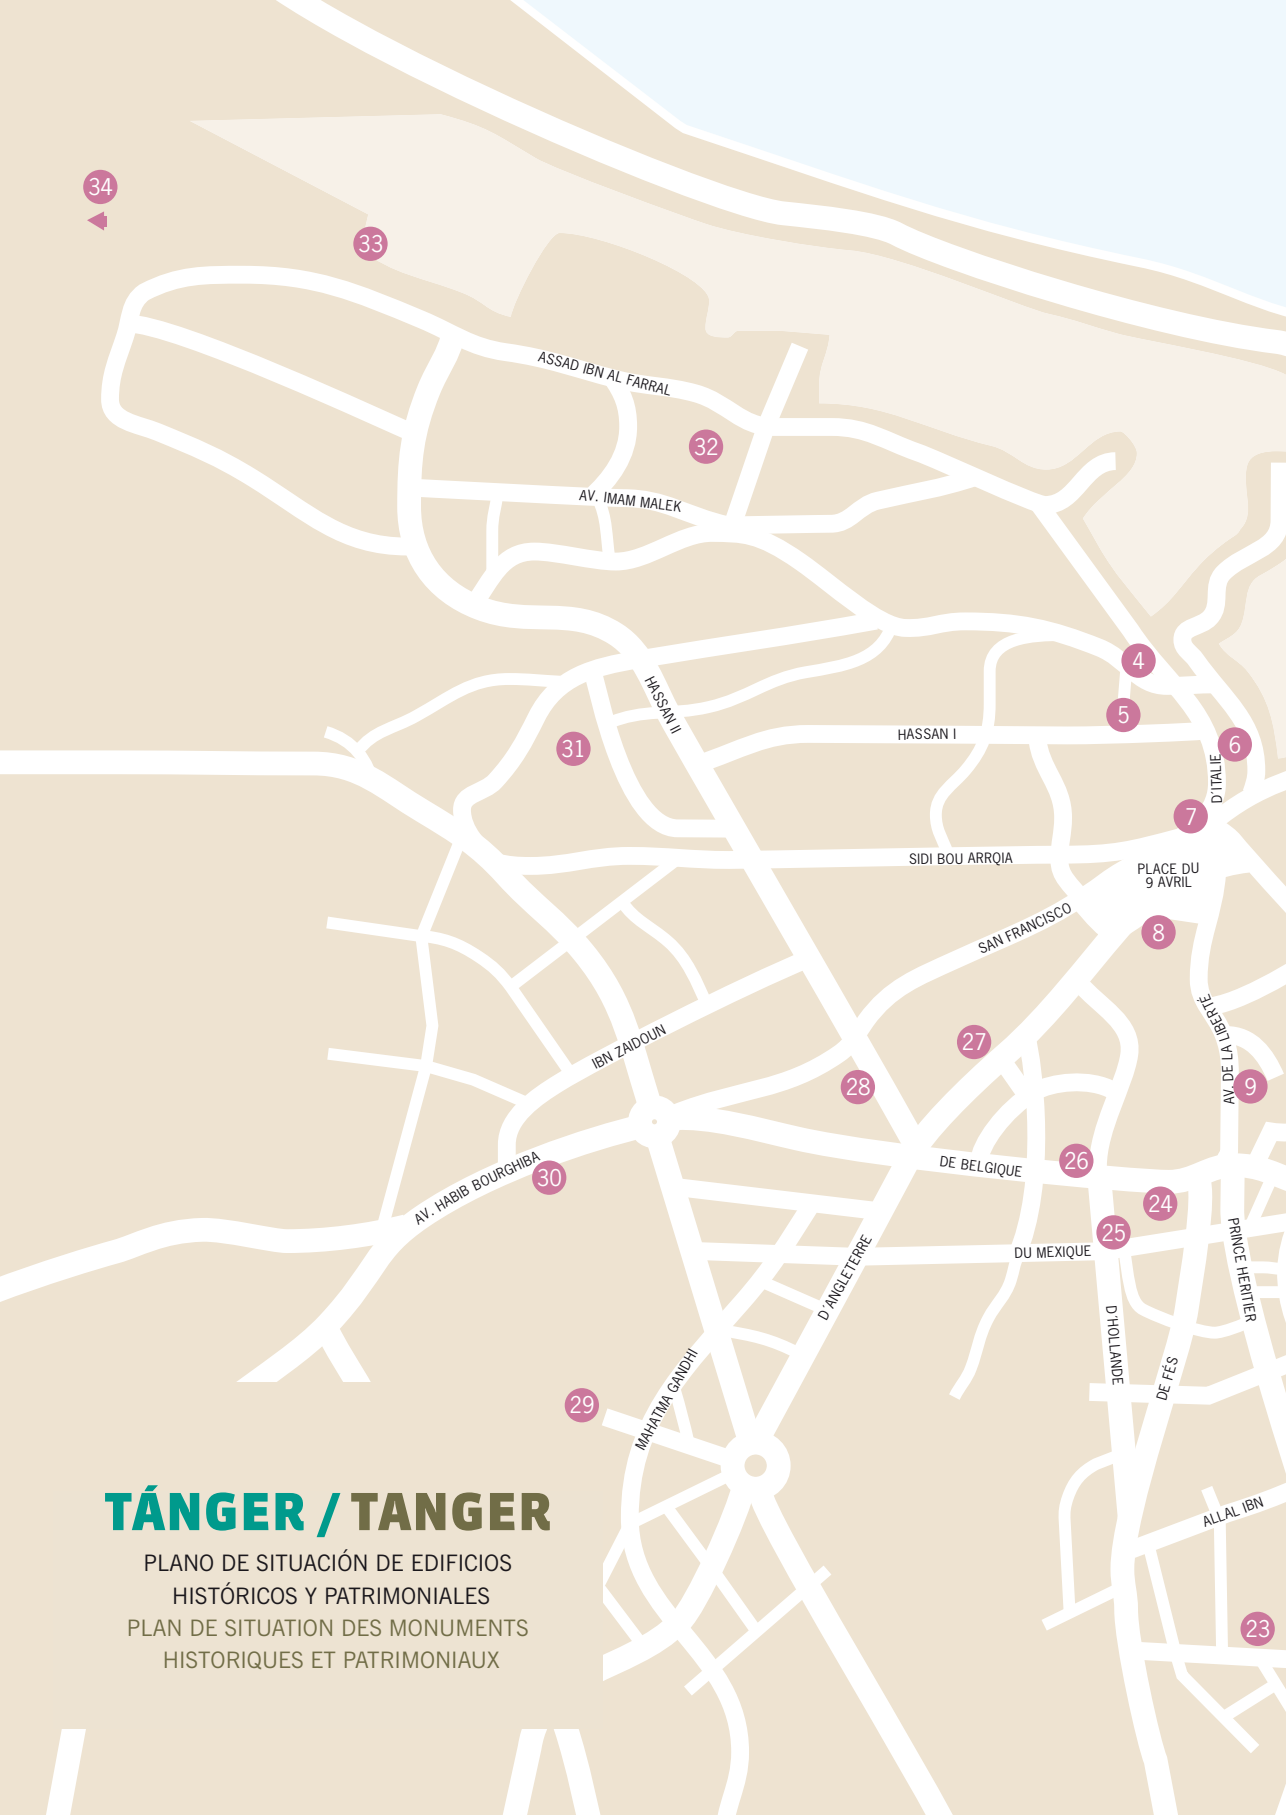 34
33
ASSAD IBN AL FARRAL
32
AV. IMAM MALEK
4
HASSAN II
5
HASSAN I
6
31
D´ITALIE
7
SIDI BOU ARRQIA
PLACE DU
9 AVRIL
SAN FRANCISCO
8
AV. DE LA LIBERTÉ
IBN ZAIDOUN
27
28
9
DE BELGIQUE
26
AV. HABIB BOURGHIBA
30
24
25
DU MEXIQUE
PRINCE HERITIER
D´ANGLETERRE
D´HOLLANDE
DE FÉS
MAHATMA GANDHI
29
TÁNGER / TANGER
PLANO DE SITUACIÓN DE EDIFICIOS
HISTÓRICOS Y PATRIMONIALES
PLAN DE SITUATION DES MONUMENTS
HISTORIQUES ET PATRIMONIAUX
ALLAL IBN
23